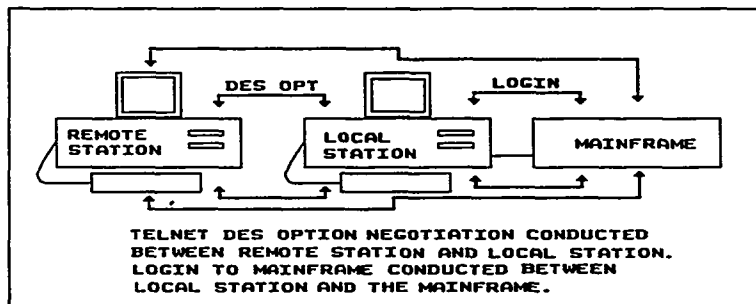 DES OPT
LOGIN
REMOTE
STATION
LOCAL
STATION
MAINFRAME
TELNET DES OPTION NEGOTIATION CONDUCTED
BETWEEN REMOTE STATION AND LOCAL STATION.
LOGIN TO MAINFRAME CONDUCTED BETWEEN
LOCAL STATION AND THE MAINFRAME.